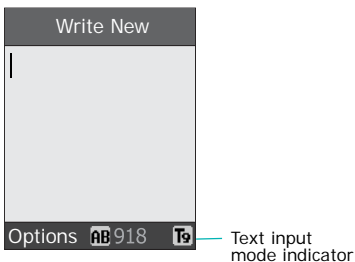 Write New
Options AB 918 T9
Text input
mode indicator